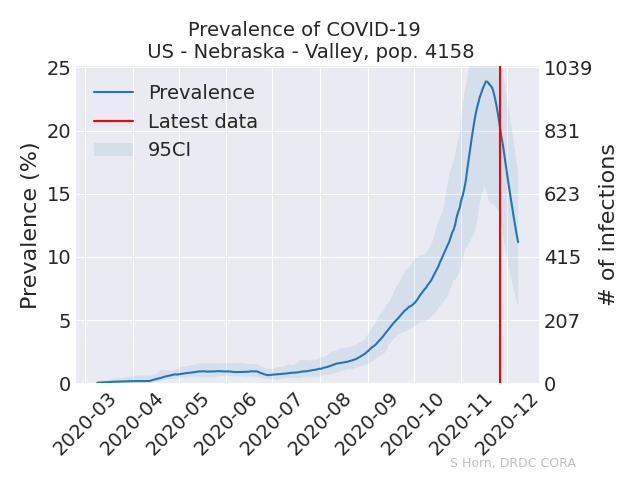 Prevalence of COVID-19
US - Nebraska - Valley, pop. 4158
Prevalence (%)
25
20
15
10
5
0
Prevalence
Latest data
95CI
1039
831
623
415
207
0
# of infections
2020-03
2020-04
2020-05
2020-06
2020-07
2020-08
2020-09
2020-10
2020-11
2020-12
S Horn, DRDC CORA